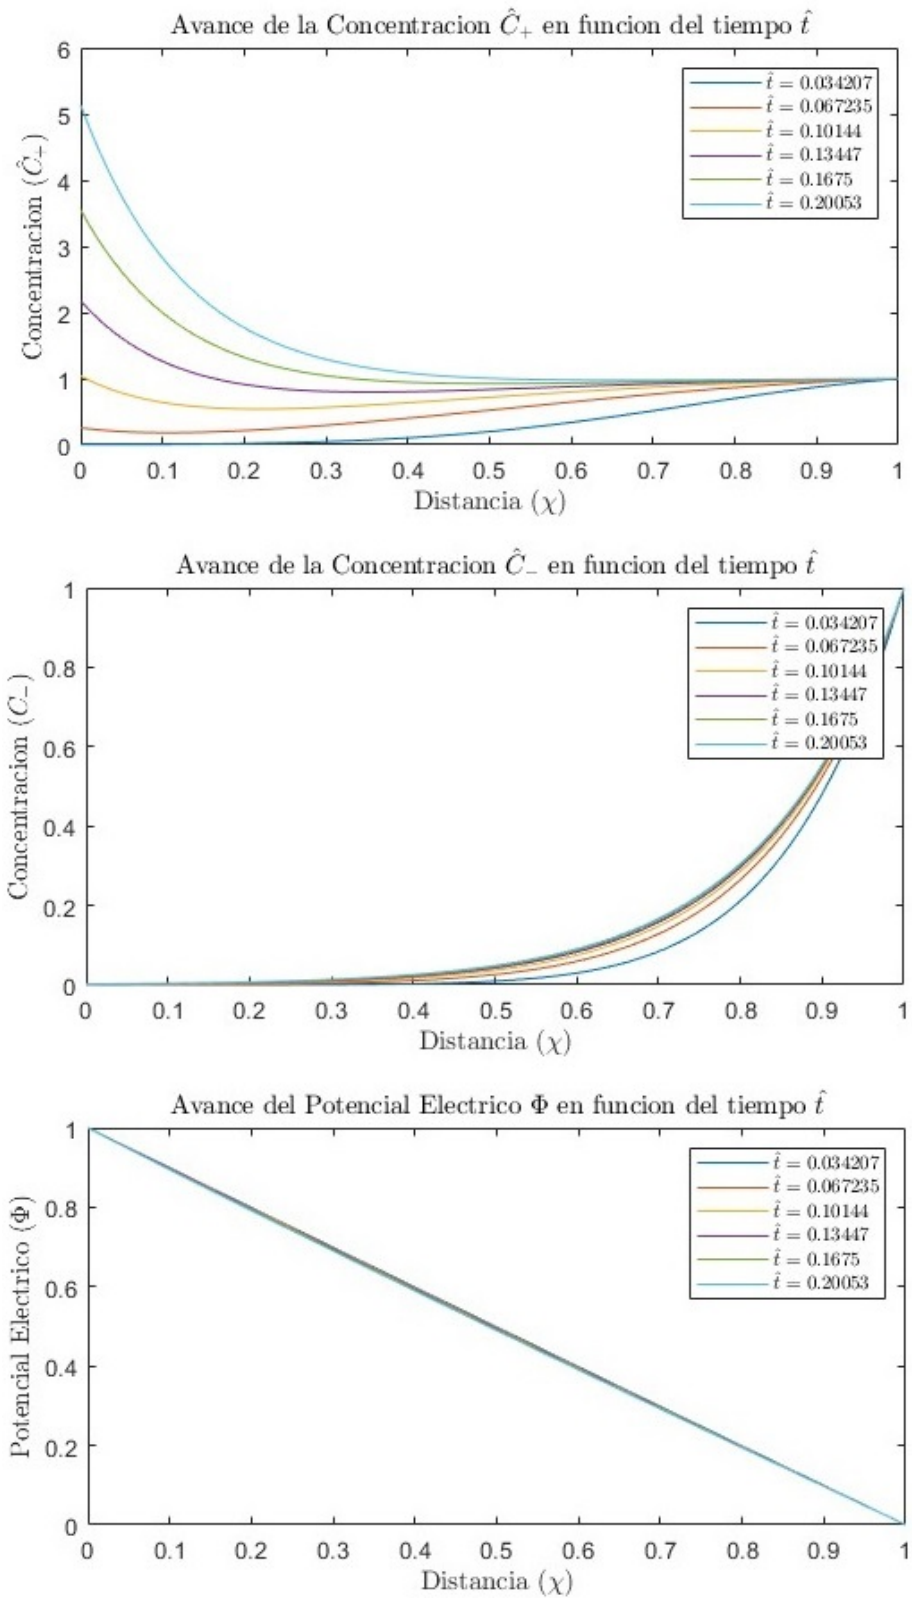 Avance de la Concentracion Ĉ₊ en funcion del tiempo t̂
6
5
4
3
2
1
0
Concentracion (Ĉ₊)
t̂ = 0.034207
t̂ = 0.067235
t̂ = 0.10144
t̂ = 0.13447
t̂ = 0.1675
t̂ = 0.20053
0 0.1 0.2 0.3 0.4 0.5 0.6 0.7 0.8 0.9 1
Distancia (χ)
Avance de la Concentracion Ĉ₋ en funcion del tiempo t̂
1
0.8
0.6
0.4
0.2
0
Concentracion (C₋)
t̂ = 0.034207
t̂ = 0.067235
t̂ = 0.10144
t̂ = 0.13447
t̂ = 0.1675
t̂ = 0.20053
0 0.1 0.2 0.3 0.4 0.5 0.6 0.7 0.8 0.9 1
Distancia (χ)
Avance del Potencial Electrico Φ en funcion del tiempo t̂
1
0.8
0.6
0.4
0.2
0
Potencial Electrico (Φ)
t̂ = 0.034207
t̂ = 0.067235
t̂ = 0.10144
t̂ = 0.13447
t̂ = 0.1675
t̂ = 0.20053
0 0.1 0.2 0.3 0.4 0.5 0.6 0.7 0.8 0.9 1
Distancia (χ)